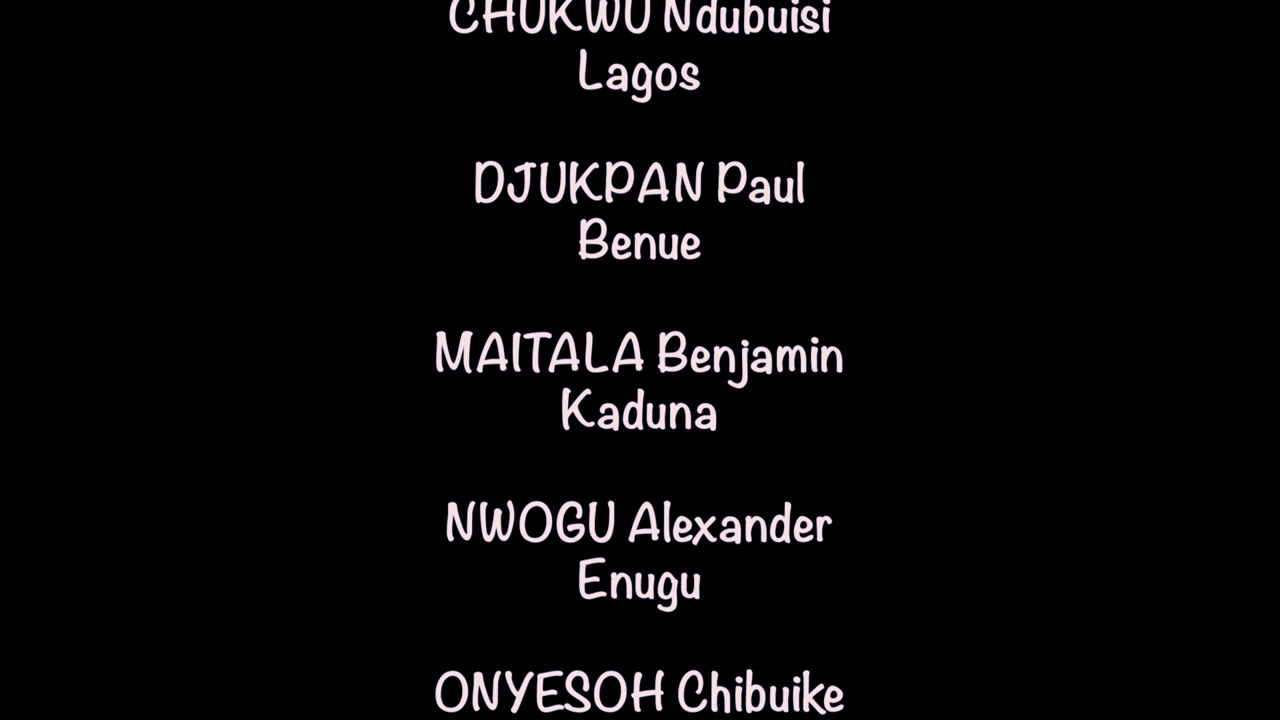 CHUKWU Ndubuisi
Lagos
DJUKPAN Paul
Benue
MAITALA Benjamin
Kaduna
NWOGU Alexander
Enugu
ONYESOH Chibuike